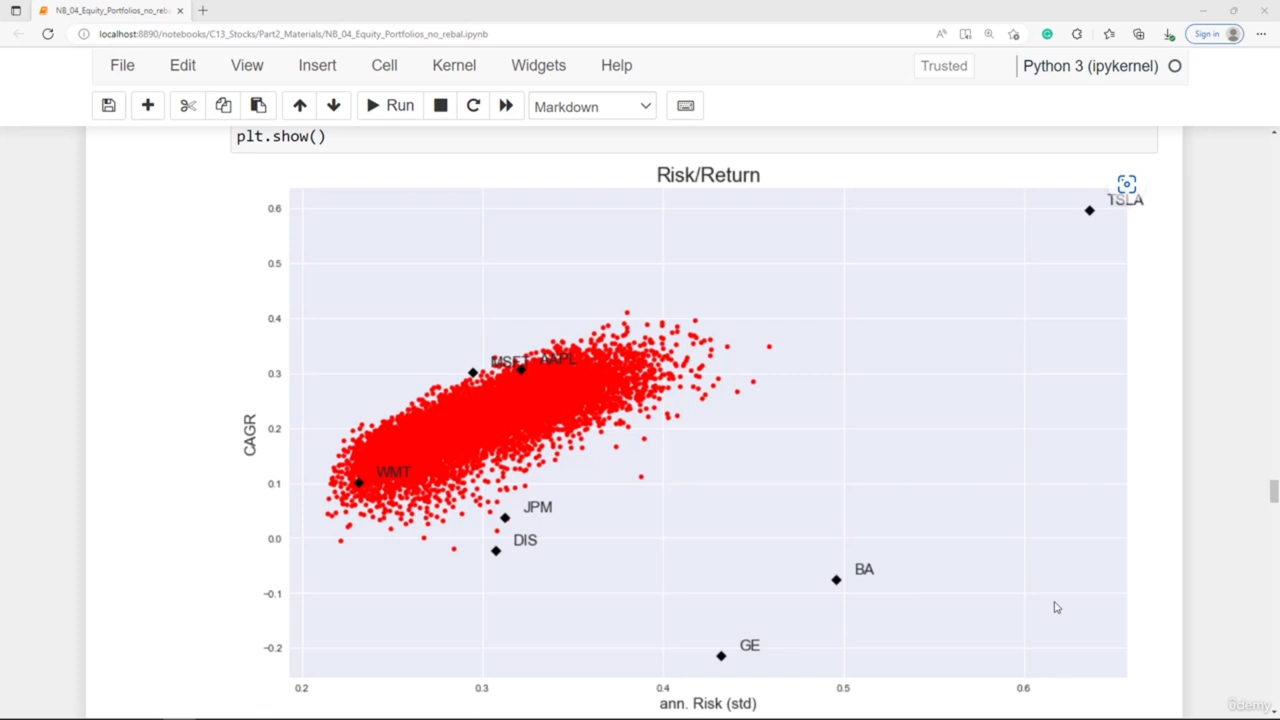 NB_04_Equity_Portfolios_no_reb
localhost:8890/notebooks/C13_Stocks/Part2_Materials/NB_04_Equity_Portfolios_no_rebal.ipynb
Sign in
File Edit View Insert Cell Kernel Widgets Help Trusted Python 3 (ipykernel)
Run Markdown
plt.show()
Risk/Return
TSLA
0.6
0.5
0.4
MSFT AAPL
0.3
CAGR
0.2
WMT
0.1
JPM
DIS
0.0
BA
−0.1
GE
−0.2
0.2 0.3 0.4 0.5 0.6
ann. Risk (std)
ûdemy